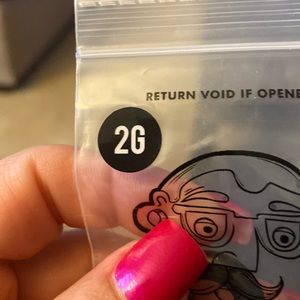 RETURN VOID IF OPENE
2G